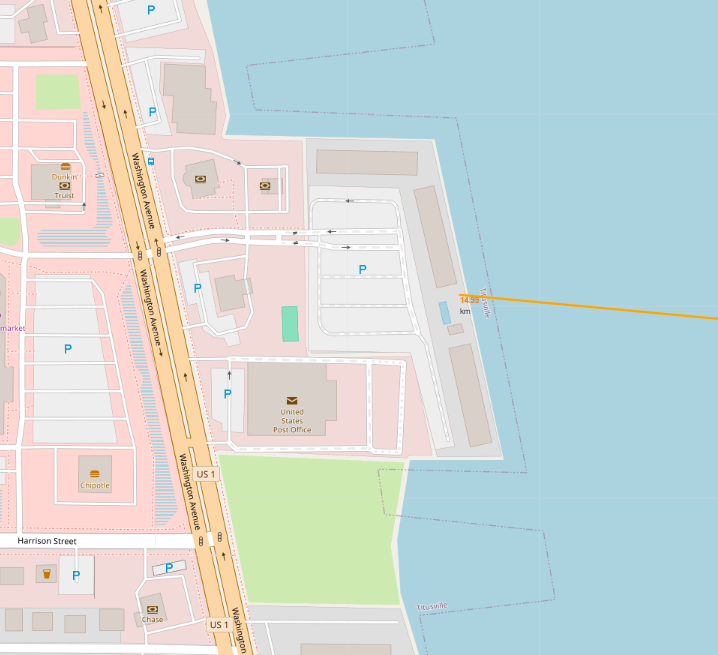 P
P
Dunkin'
Truist
Washington Avenue
P
Washington Avenue
P
Titusville
14.55
km
market
P
P
United
States
Post Office
Chipotle
Washington Avenue
US 1
Harrison Street
P
P
Chase
US 1
Titusville
Washington